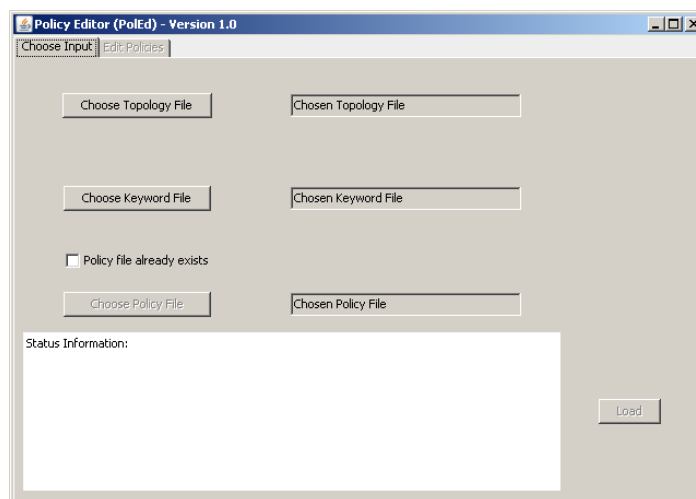 Policy Editor (PolEd) - Version 1.0
Choose Input Edit Policies
Choose Topology File Chosen Topology File
Choose Keyword File Chosen Keyword File
Policy file already exists
Choose Policy File Chosen Policy File
Status Information:
Load